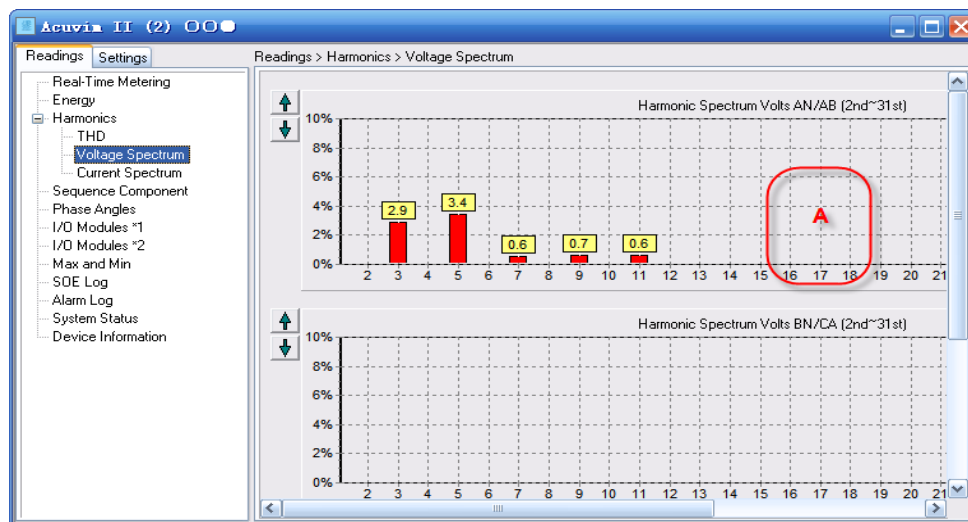 Acuvim II (2)
Readings
Settings
Readings > Harmonics > Voltage Spectrum
Real-Time Metering
Energy
Harmonics
THD
Voltage Spectrum
Current Spectrum
Sequence Component
Phase Angles
I/O Modules *1
I/O Modules *2
Max and Min
SOE Log
Alarm Log
System Status
Device Information
Harmonic Spectrum Volts AN/AB (2nd~31st)
10%
8%
6%
4%
2%
0%
2.9
3.4
0.6
0.7
0.6
A
2 3 4 5 6 7 8 9 10 11 12 13 14 15 16 17 18 19 20 21
Harmonic Spectrum Volts BN/CA (2nd~31st)
10%
8%
6%
4%
2%
0%
2 3 4 5 6 7 8 9 10 11 12 13 14 15 16 17 18 19 20 21